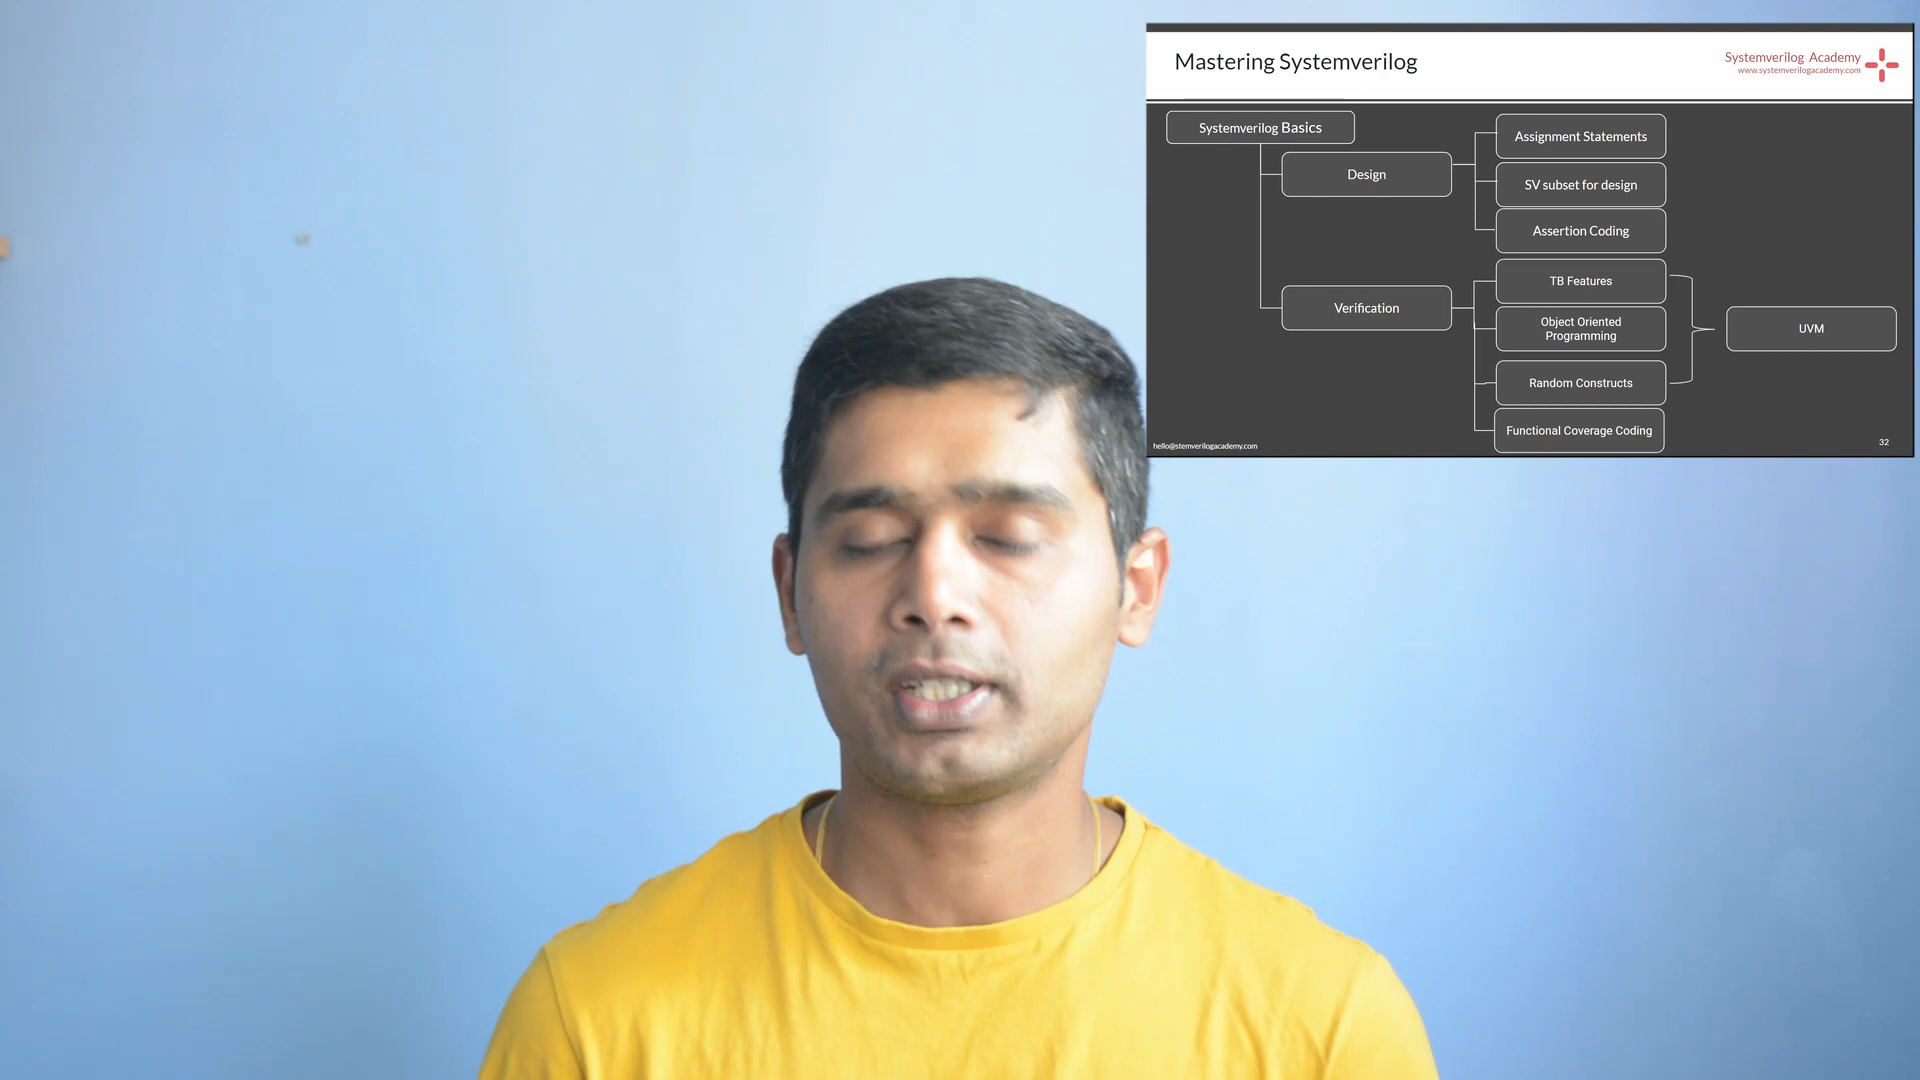 Mastering Systemverilog
Systemverilog Academy
www.systemverilogacademy.com
Systemverilog Basics
Design
Assignment Statements
SV subset for design
Assertion Coding
Verification
TB Features
Object Oriented
Programming
Random Constructs
Functional Coverage Coding
UVM
hello@stemverilogacademy.com
32